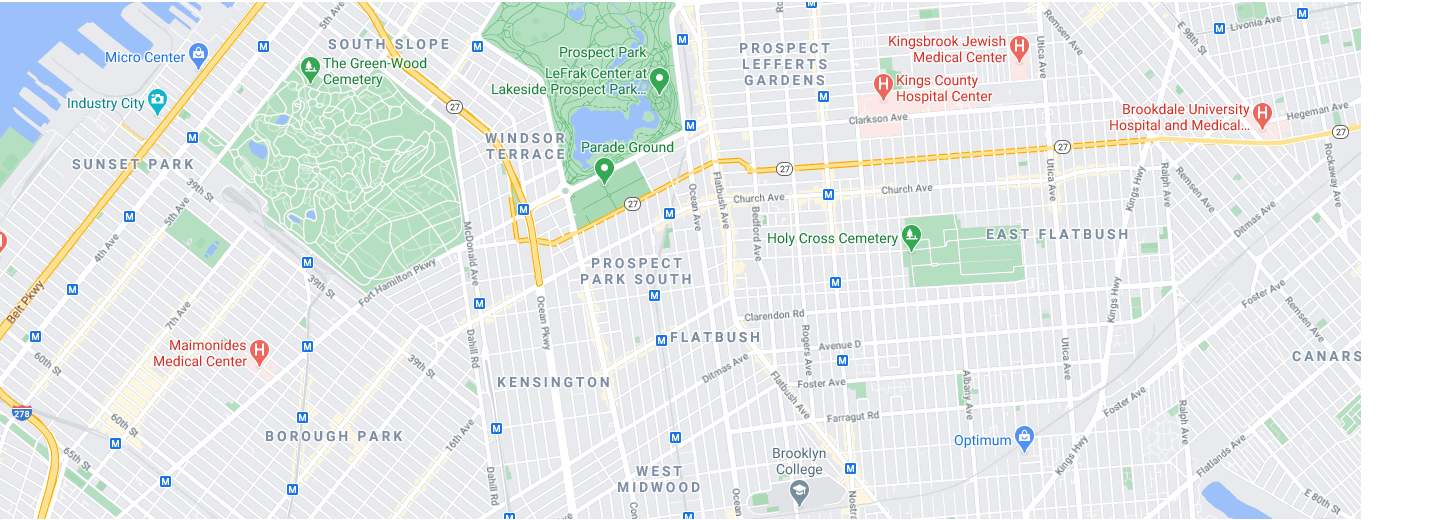 5th Ave
SOUTH SLOPE
Micro Center
The Green-Wood
Cemetery
Industry City
27
SUNSET PARK
39th St
5th Ave
4th Ave
39th St
Fort Hamilton Pkwy
McDonald Ave
Belt Pkwy
7th Ave
60th St
Maimonides
Medical Center
39th St
Dahill Rd
278
60th St
65th St
BOROUGH PARK
16th Ave
Dahill Rd
Prospect Park
LeFrak Center at
Lakeside Prospect Park...
WINDSOR
TERRACE
Parade Ground
27
PROSPECT
LEFFERTS
GARDENS
Ocean Ave
Flatbush Ave
Bedford Ave
Church Ave
Church Ave
27
PROSPECT
PARK SOUTH
Ocean Pkwy
FLATBUSH
KENSINGTON
Ditmas Ave
Clarendon Rd
Rogers Ave
Avenue D
Foster Ave
Flatbush Ave
Farragut Rd
WEST
MIDWOOD
Brooklyn
College
Ocean
Nostra
Con
Kingsbrook Jewish
Medical Center
Kings County
Hospital Center
Clarkson Ave
Utica Ave
Remsen Ave
E 98th St
Livonia Ave
Brookdale University
Hospital and Medical...
Hegeman Ave
27
27
Rockaway Ave
Utica Ave
Kings Hwy
Ralph Ave
Remsen Ave
Ditmas Ave
Holy Cross Cemetery
EAST FLATBUSH
Kings Hwy
Utica Ave
Foster Ave
Remsen Ave
CANARS
Albany Ave
Foster Ave
Ralph Ave
Optimum
Kings Hwy
Flatlands Ave
E 80th St